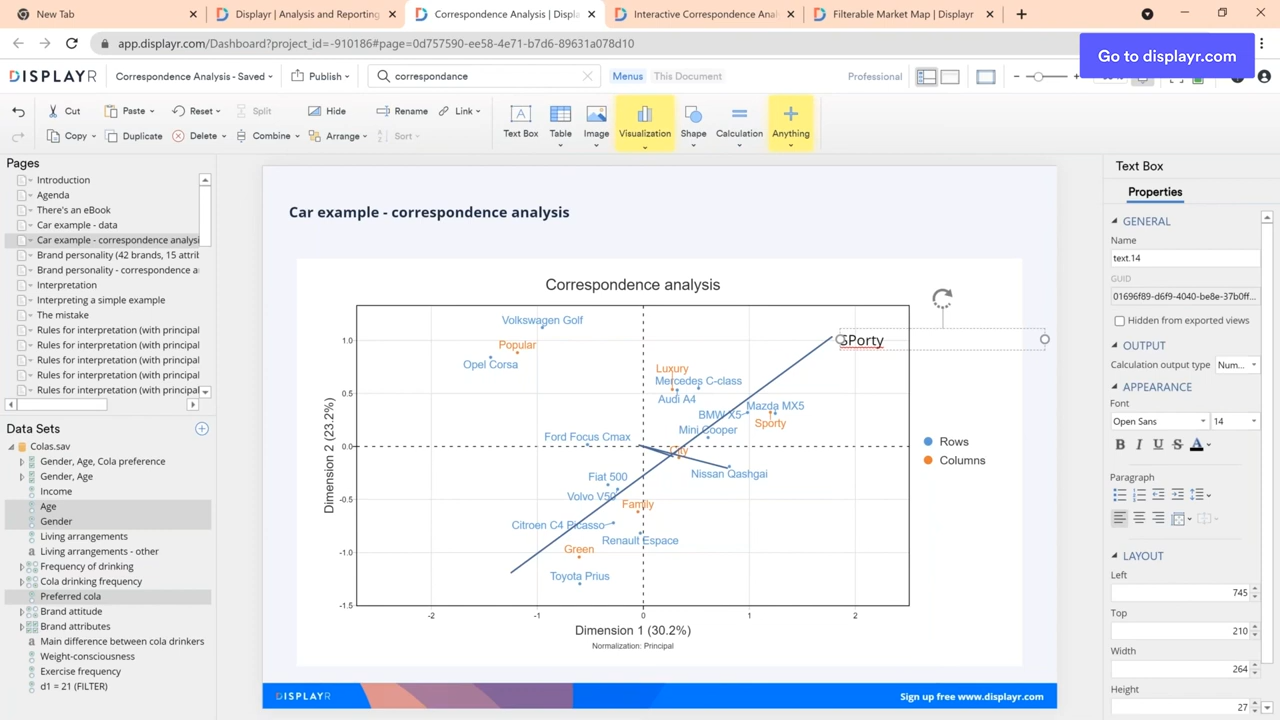 New Tab
Displayr | Analysis and Reporting
Correspondence Analysis | Displa
Interactive Correspondence Anal
Filterable Market Map | Displayr
app.displayr.com/Dashboard?project_id=-910186#page=0d757590-ee58-4e71-b7d6-89631a078d10
Go to displayr.com
DISPLAYR
Correspondence Analysis - Saved
Publish
correspondance
Menus
This Document
Professional
Cut
Paste
Reset
Split
Hide
Rename
Link
Copy
Duplicate
Delete
Combine
Arrange
Sort
Text Box
Table
Image
Visualization
Shape
Calculation
Anything
Pages
Introduction
Agenda
There's an eBook
Car example - data
Car example - correspondence analysis
Brand personality (42 brands, 15 attrib
Brand personality - correspondence a
Interpretation
Interpreting a simple example
The mistake
Rules for interpretation (with principal
Rules for interpretation (with principal
Rules for interpretation (with principal
Rules for interpretation (with principal
Rules for interpretation (with principal
Data Sets
Colas.sav
Gender, Age, Cola preference
Gender, Age
Income
Age
Gender
Living arrangements
Living arrangements - other
Frequency of drinking
Cola drinking frequency
Preferred cola
Brand attitude
Brand attributes
Main difference between cola drinkers
Weight-consciousness
Exercise frequency
d1 = 21 (FILTER)
Car example - correspondence analysis
Correspondence analysis
Volkswagen Golf
1.0
Popular
SPorty
Opel Corsa
Luxury
Mercedes C-class
0.5
Audi A4
Mazda MX5
BMW X5
Sporty
Mini Cooper
Ford Focus Cmax
0.0
City
Nissan Qashgai
Fiat 500
Volvo V50
-0.5
Family
Citroen C4 Picasso
Renault Espace
Green
-1.0
Toyota Prius
-1.5
-2
-1
0
1
2
Dimension 2 (23.2%)
Dimension 1 (30.2%)
Normalization: Principal
Rows
Columns
DISPLAYR
Sign up free www.displayr.com
Text Box
Properties
GENERAL
Name
text.14
GUID
01696f89-d6f9-4040-be8e-37b0ff...
Hidden from exported views
OUTPUT
Calculation output type
Num...
APPEARANCE
Font
Open Sans
14
B I U S A
Paragraph
LAYOUT
Left
745
Top
210
Width
264
Height
27